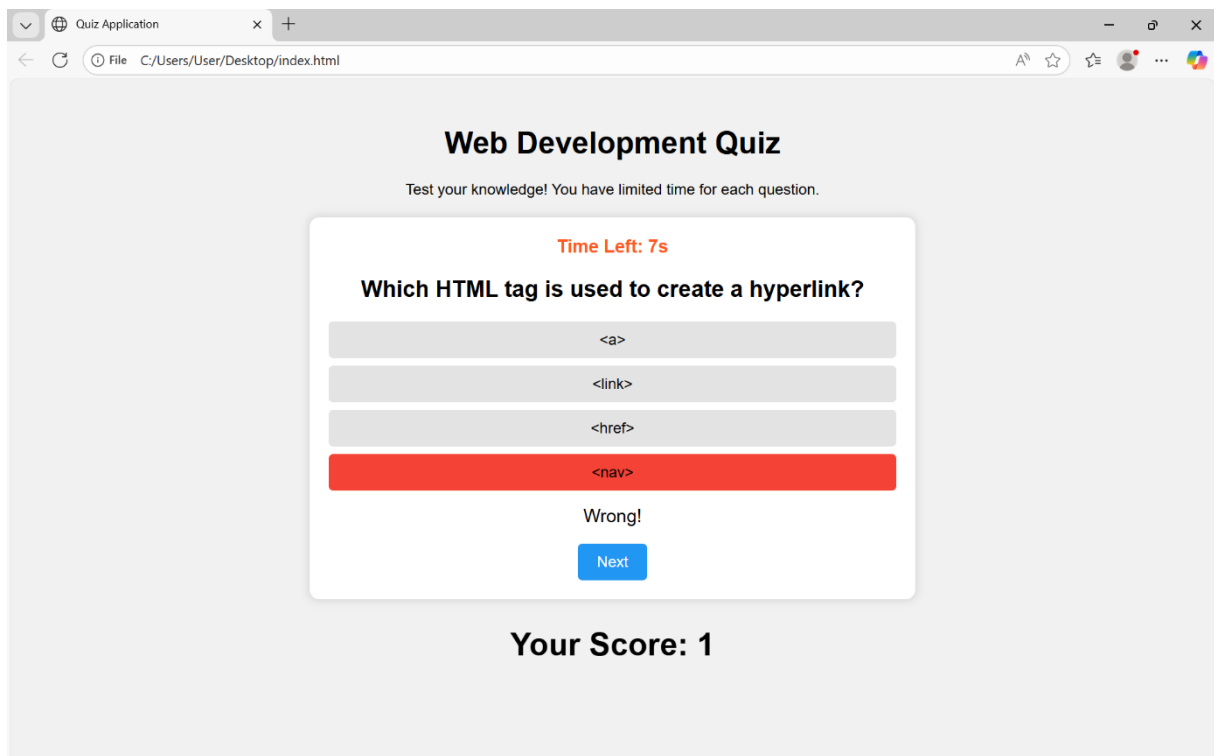 Quiz Application
File C:/Users/User/Desktop/index.html
Web Development Quiz
Test your knowledge! You have limited time for each question.
Time Left: 7s
Which HTML tag is used to create a hyperlink?
<a>
<link>
<href>
<nav>
Wrong!
Next
Your Score: 1